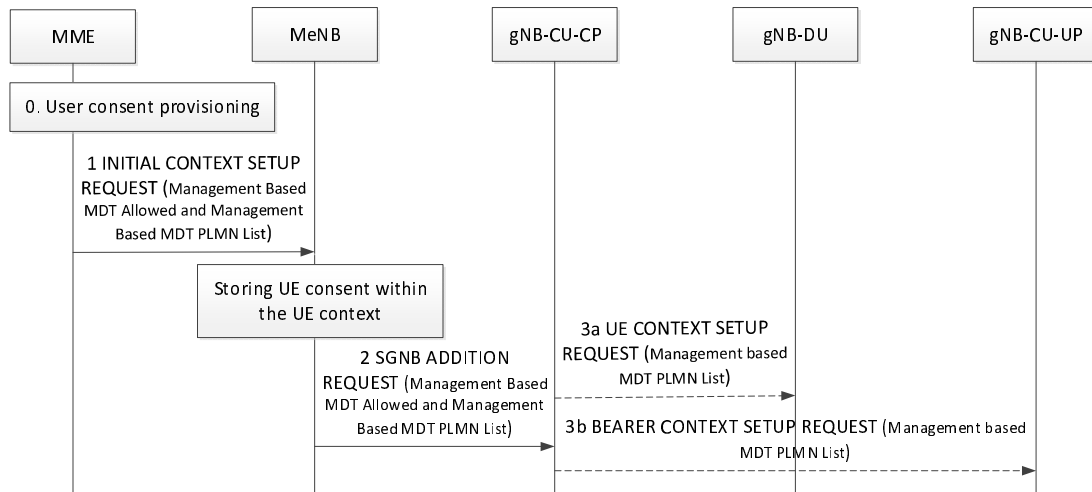 MME
MeNB
gNB-CU-CP
gNB-DU
gNB-CU-UP
0. User consent provisioning
1 INITIAL CONTEXT SETUP
REQUEST (Management Based
MDT Allowed and Management
Based MDT PLMN List)
Storing UE consent within
the UE context
2 SGNB ADDITION
REQUEST (Management Based
MDT Allowed and Management
Based MDT PLMN List)
3a UE CONTEXT SETUP
REQUEST (Management based
MDT PLMN List)
3b BEARER CONTEXT SETUP REQUEST (Management based
MDT PLMN List)